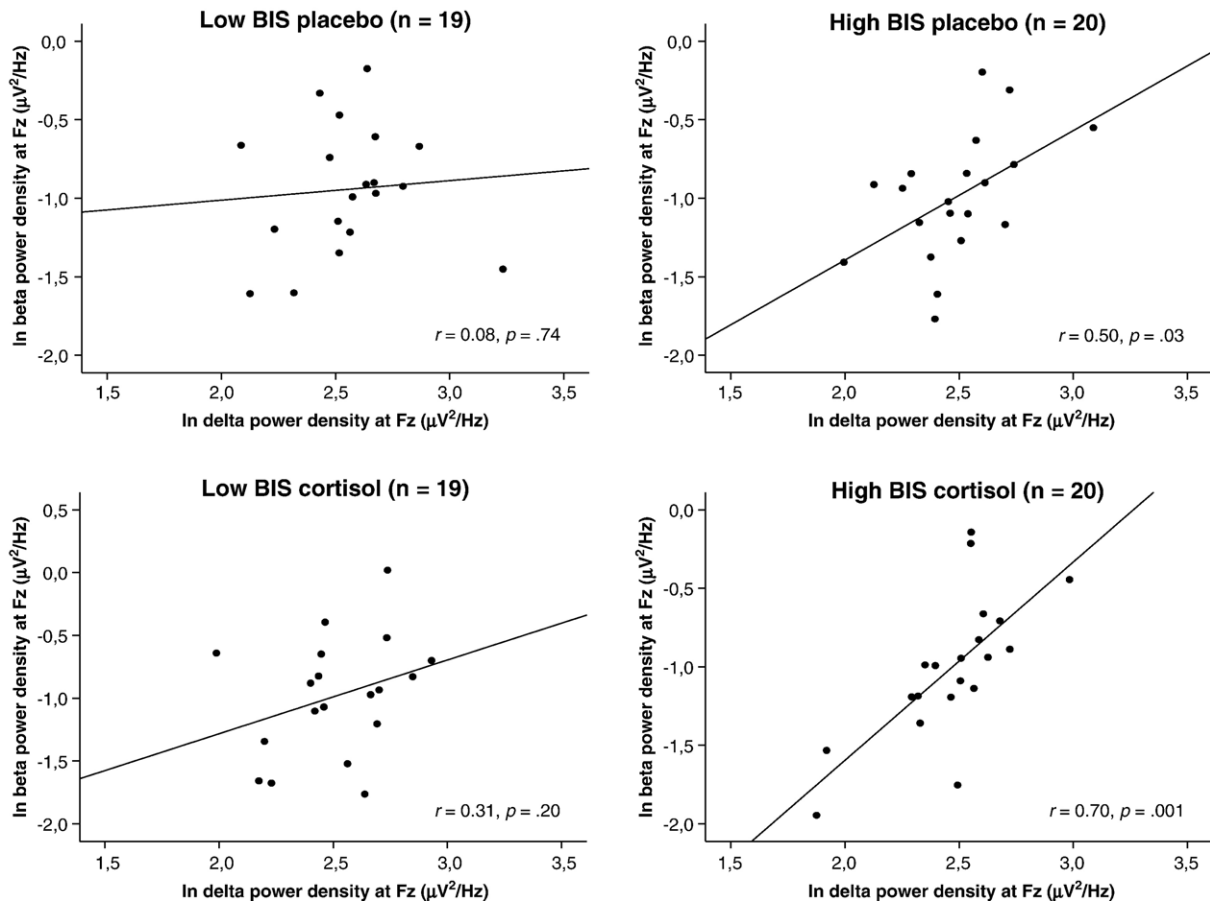 Low BIS placebo (n = 19)
0,0
-0,5
-1,0
-1,5
-2,0
ln beta power density at Fz (µV²/Hz)
r = 0.08, p = .74
1,5 2,0 2,5 3,0 3,5
ln delta power density at Fz (µV²/Hz)
High BIS placebo (n = 20)
0,0
-0,5
-1,0
-1,5
-2,0
ln beta power density at Fz (µV²/Hz)
r = 0.50, p = .03
1,5 2,0 2,5 3,0 3,5
ln delta power density at Fz (µV²/Hz)
Low BIS cortisol (n = 19)
0,5
0,0
-0,5
-1,0
-1,5
-2,0
ln beta power density at Fz (µV²/Hz)
r = 0.31, p = .20
1,5 2,0 2,5 3,0 3,5
ln delta power density at Fz (µV²/Hz)
High BIS cortisol (n = 20)
0,0
-0,5
-1,0
-1,5
-2,0
ln beta power density at Fz (µV²/Hz)
r = 0.70, p = .001
1,5 2,0 2,5 3,0 3,5
ln delta power density at Fz (µV²/Hz)